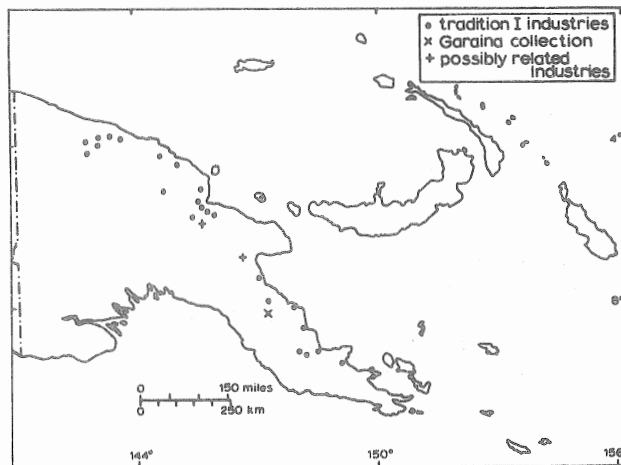 • tradition I industries
× Garaina collection
+ possibly related
industries
4°
8°
0 150 miles
0 250 km
144°
150°
156